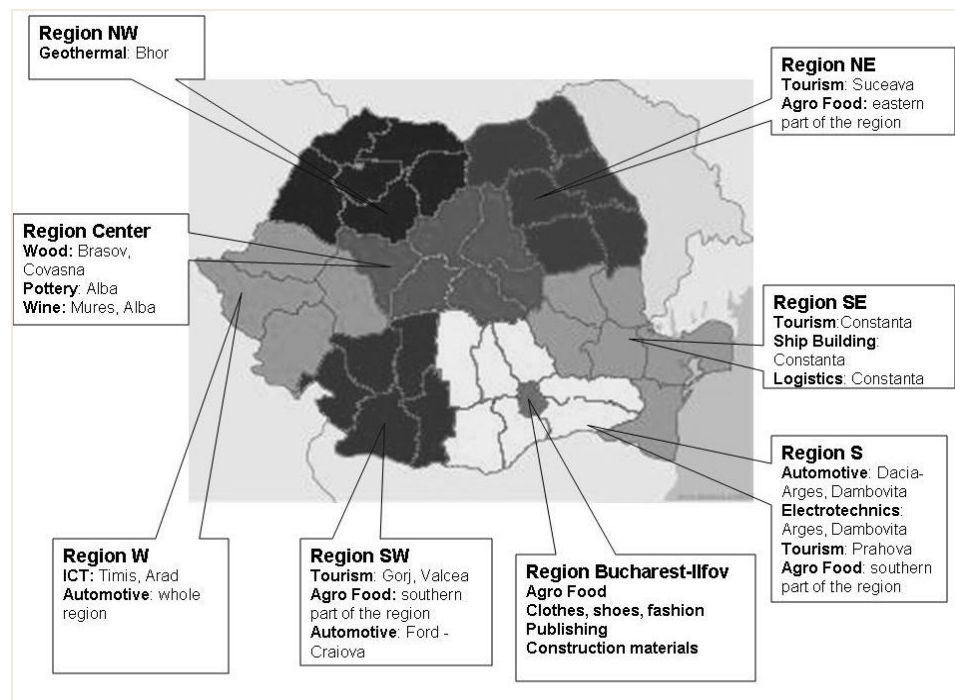 Region NW
Geothermal: Bhor
Region NE
Tourism: Suceava
Agro Food: eastern
part of the region
Region Center
Wood: Brasov,
Covasna
Pottery: Alba
Wine: Mures, Alba
Region SE
Tourism:Constanta
Ship Building:
Constanta
Logistics: Constanta
Region S
Automotive: Dacia-
Arges, Dambovita
Electrotechnics:
Arges, Dambovita
Tourism: Prahova
Agro Food: southern
part of the region
Region W
ICT: Timis, Arad
Automotive: whole
region
Region SW
Tourism: Gorj, Valcea
Agro Food: southern
part of the region
Automotive: Ford -
Craiova
Region Bucharest-Ilfov
Agro Food
Clothes, shoes, fashion
Publishing
Construction materials